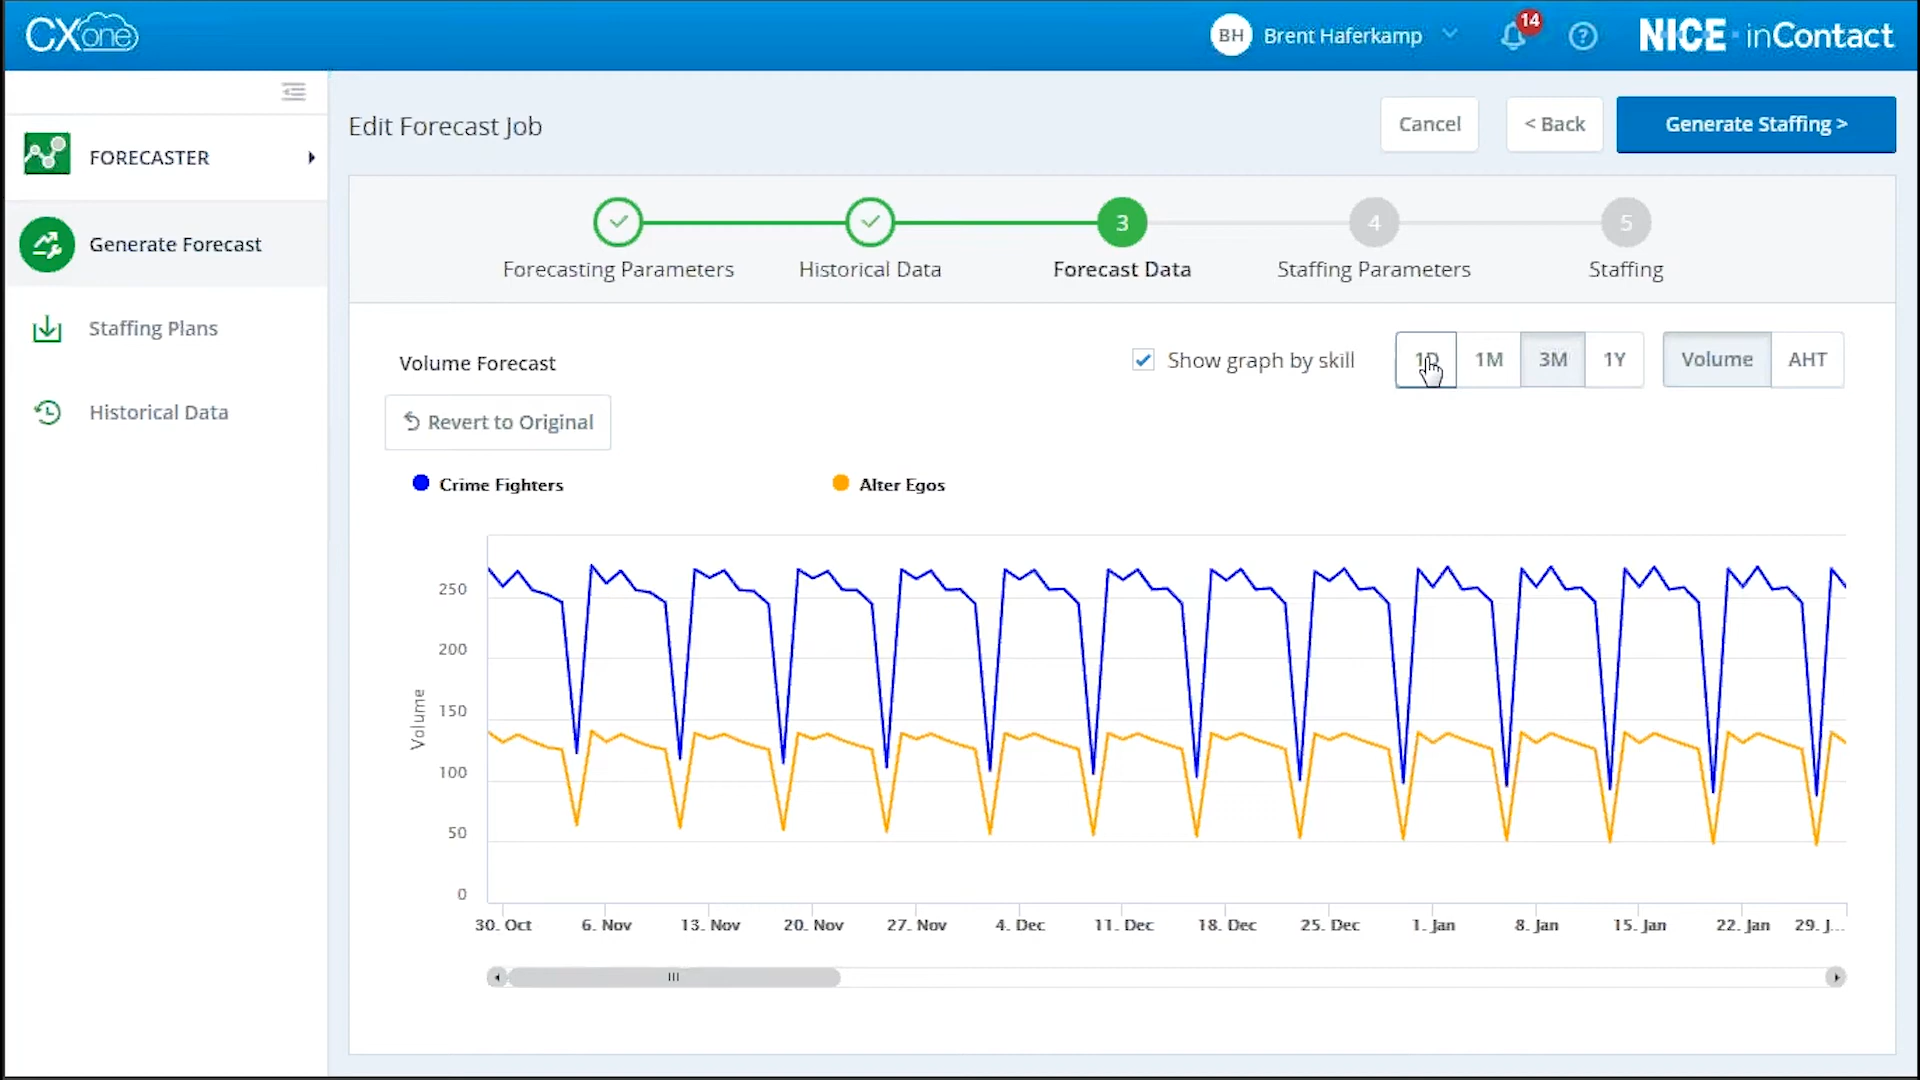 CXone
BH Brent Haferkamp 14 ? NICE inContact
Edit Forecast Job Cancel < Back Generate Staffing >
FORECASTER
Generate Forecast
Staffing Plans
Historical Data
3 4 5
Forecasting Parameters Historical Data Forecast Data Staffing Parameters Staffing
Volume Forecast Show graph by skill 1D 1M 3M 1Y Volume AHT
Revert to Original
Crime Fighters Alter Egos
250
200
150
100
50
0
Volume
30. Oct 6. Nov 13. Nov 20. Nov 27. Nov 4. Dec 11. Dec 18. Dec 25. Dec 1. Jan 8. Jan 15. Jan 22. Jan 29. J...